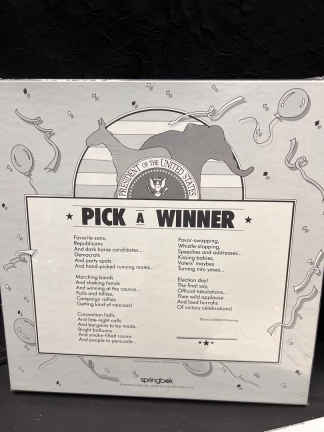 PRESIDENT OF THE UNITED STATES
PICK A WINNER
Favorite sons,
Republicans
And dark horse candidates...
Democrats
And party spats
And hand-picked running mates...
Marching bands
And shaking hands
And winning at the caucus...
Polls and tallies,
Campaign rallies
Getting kind of raucous!
Convention halls
And late-night calls
And bargains to be made,
Bright balloons
And smoke-filled rooms
And people to persuade...
Favor-swapping,
Whistle-stopping,
Speeches and addresses...
Kissing babies,
Voters' maybes
Turning into yeses...
Election day!
The final say,
Official tabulations...
Then wild applause
And loud hurrahs
Of victory celebrations!
springbok